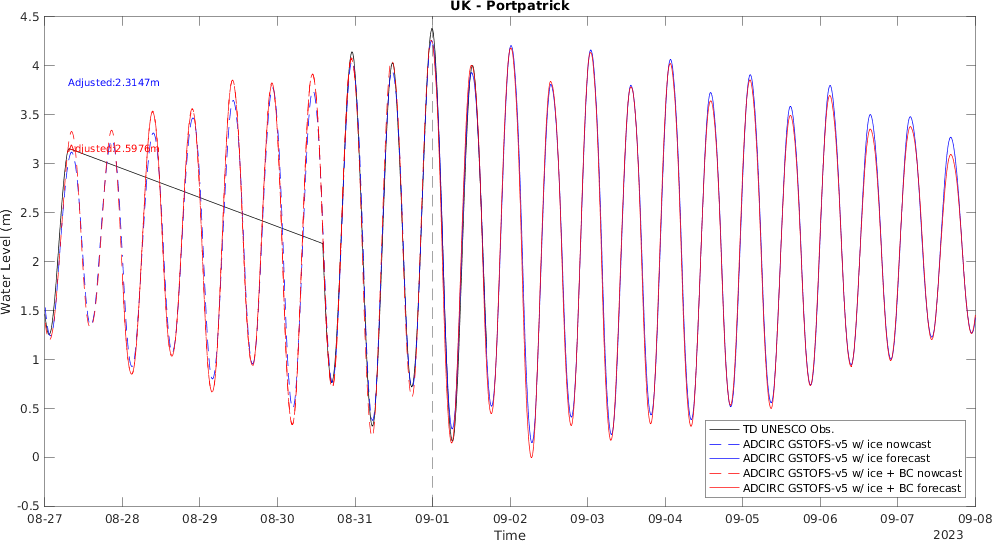 UK - Portpatrick
Water Level (m)
4.5
4
3.5
3
2.5
2
1.5
1
0.5
0
-0.5
Adjusted:2.3147m
Adjusted:2.5976m
TD UNESCO Obs.
ADCIRC GSTOFS-v5 w/ ice nowcast
ADCIRC GSTOFS-v5 w/ ice forecast
ADCIRC GSTOFS-v5 w/ ice + BC nowcast
ADCIRC GSTOFS-v5 w/ ice + BC forecast
08-27 08-28 08-29 08-30 08-31 09-01 09-02 09-03 09-04 09-05 09-06 09-07 09-08
Time
2023